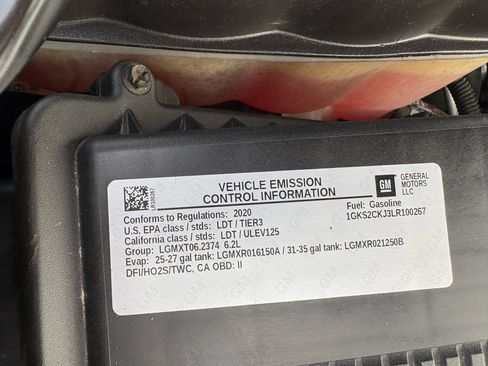 VEHICLE EMISSION
CONTROL INFORMATION
GM
GENERAL
MOTORS
LLC
Conforms to Regulations: 2020
Fuel: Gasoline
U.S. EPA class / stds: LDT / TIER3
1GKS2CKJ3LR100267
California class / stds: LDT / ULEV125
Group: LGMXT06.2374 6.2L
Evap: 25-27 gal tank: LGMXR016150A / 31-35 gal tank: LGMXR021250B
DFI/HO2S/TWC, CA OBD: II